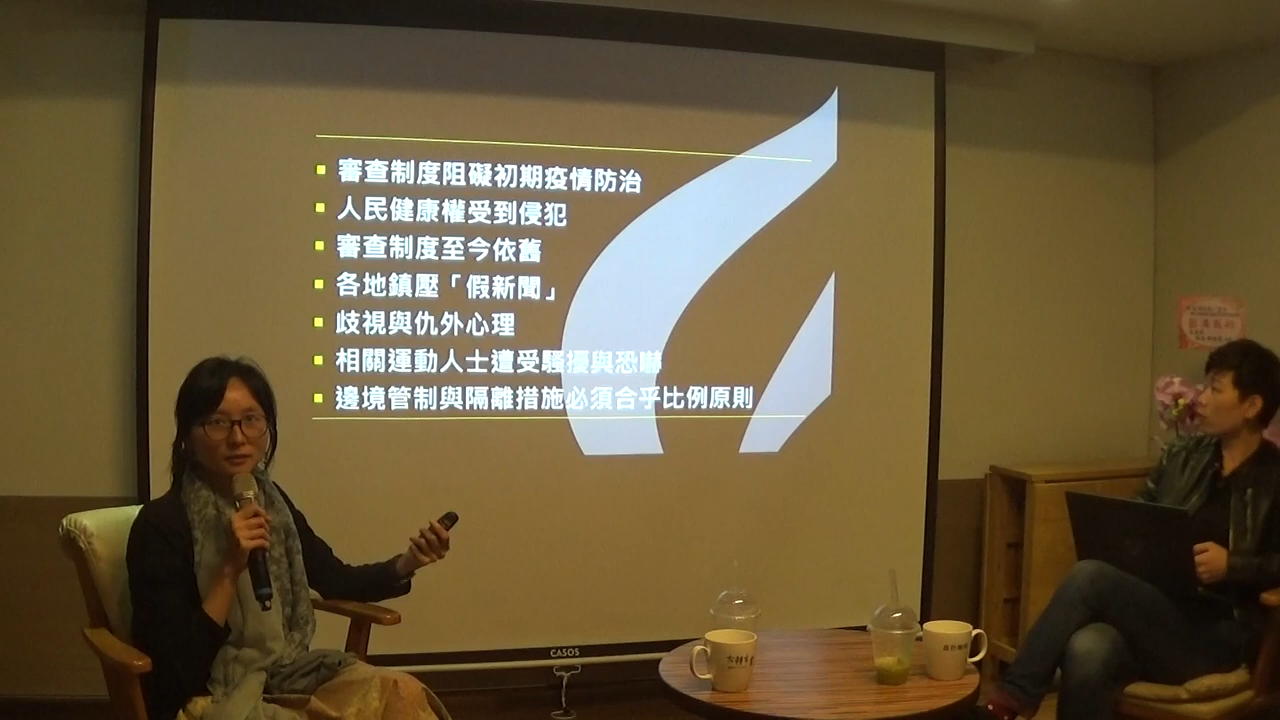 審查制度阻礙初期疫情防治
人民健康權受到侵犯
審查制度至今依舊
各地鎮壓「假新聞」
歧視與仇外心理
相關運動人士遭受騷擾與恐嚇
邊境管制與隔離措施必須合乎比例原則
CASOS